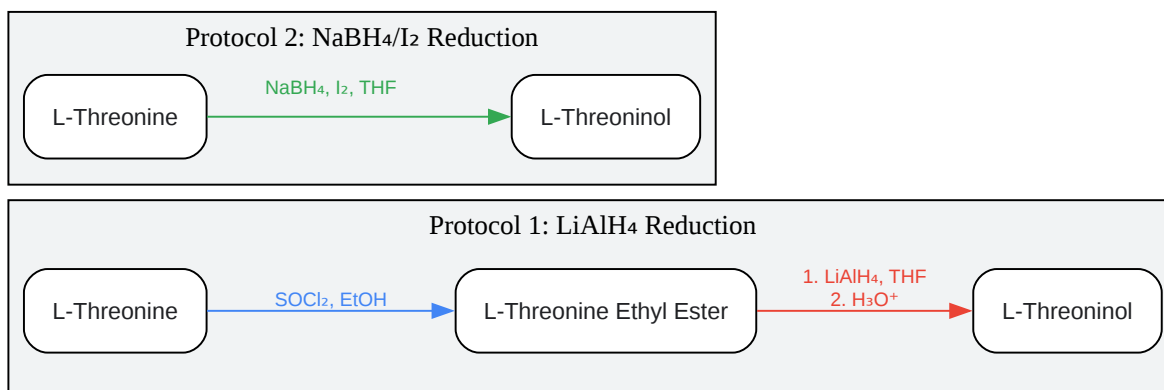 Protocol 2: NaBH₄/I₂ Reduction
NaBH₄, I₂, THF
L-Threonine
L-Threoninol
Protocol 1: LiAlH₄ Reduction
SOCl₂, EtOH
1. LiAlH₄, THF
2. H₃O⁺
L-Threonine
L-Threonine Ethyl Ester
L-Threoninol